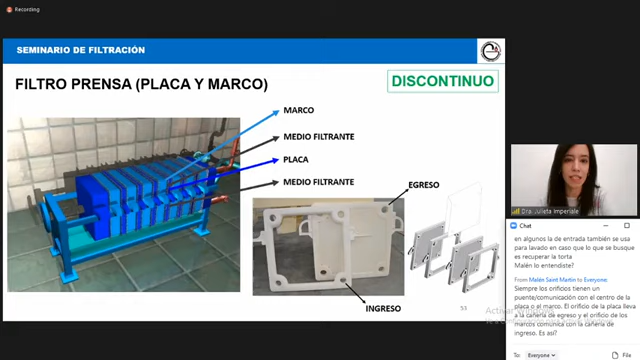 Recording
SEMINARIO DE FILTRACIÓN
FILTRO PRENSA (PLACA Y MARCO)
DISCONTINUO
MARCO
MEDIO FILTRANTE
PLACA
MEDIO FILTRANTE
EGRESO
INGRESO
53
Activar Windows
Dra. Julieta Imperiale
Chat
en algunos la de entrada también se usa
para lavado en caso que lo que se busque
es recuperar la torta
Malén lo entendiste?
From Malén Saint Martin to Everyone:
Siempre los orificios tienen un
puente/comunicación con el centro de
la placa o marco. El orificio de placa lleva
a la cañería de egreso y el orificio de los
marcos comunica con la cañería de
ingreso. Es así?
To: Everyone
File